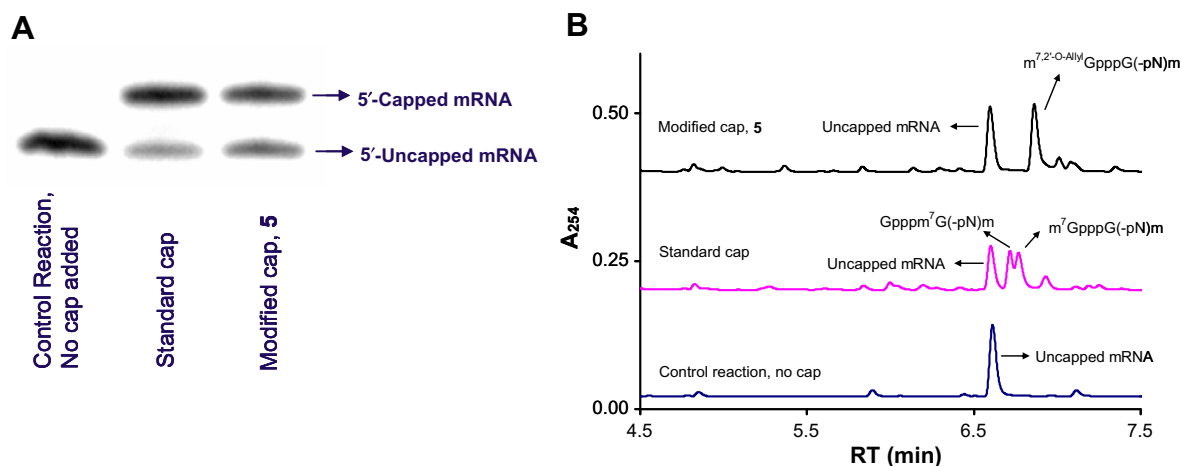 A
5′-Capped mRNA
5′-Uncapped mRNA
Control Reaction,
No cap added
Standard cap
Modified cap, 5
B
A254
0.50
0.25
0.00
Modified cap, 5
Uncapped mRNA
m7,2'-O-AllylGpppG(-pN)m
Standard cap
Uncapped mRNA
Gpppm7G(-pN)m
m7GpppG(-pN)m
Control reaction, no cap
Uncapped mRNA
4.5
5.5
6.5
7.5
RT (min)